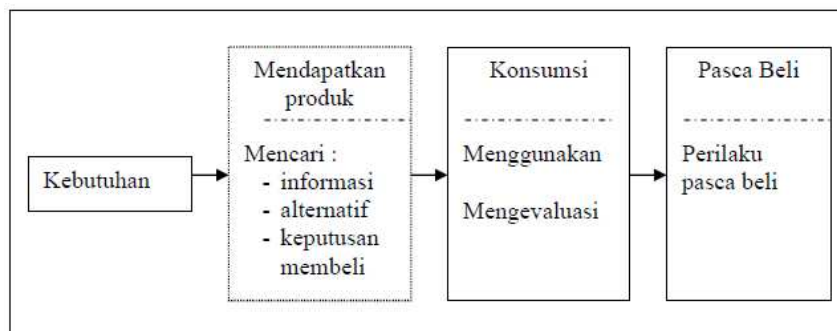 Kebutuhan
Mendapatkan
produk
Mencari :
- informasi
- alternatif
- keputusan
membeli
Konsumsi
Menggunakan
Mengevaluasi
Pasca Beli
Perilaku
pasca beli